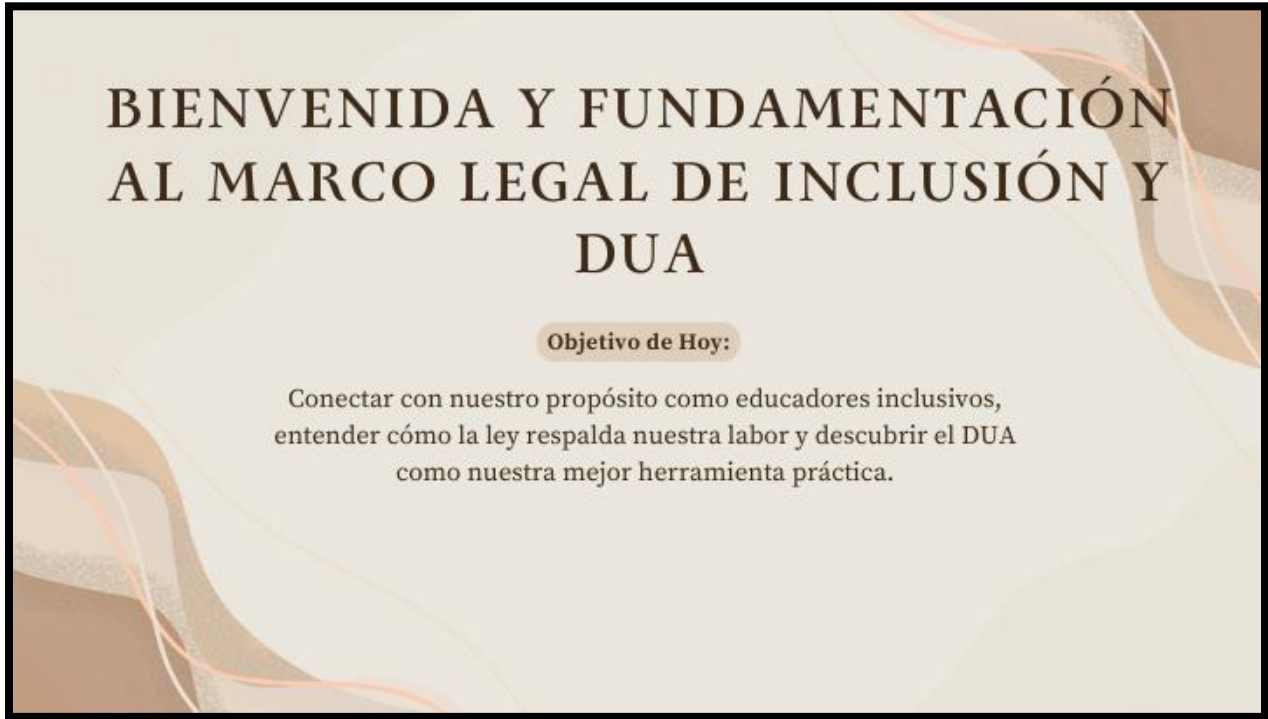 BIENVENIDA Y FUNDAMENTACIÓN
AL MARCO LEGAL DE INCLUSIÓN Y
DUA
Objetivo de Hoy:
Conectar con nuestro propósito como educadores inclusivos,
entender cómo la ley respalda nuestra labor y descubrir el DUA
como nuestra mejor herramienta práctica.